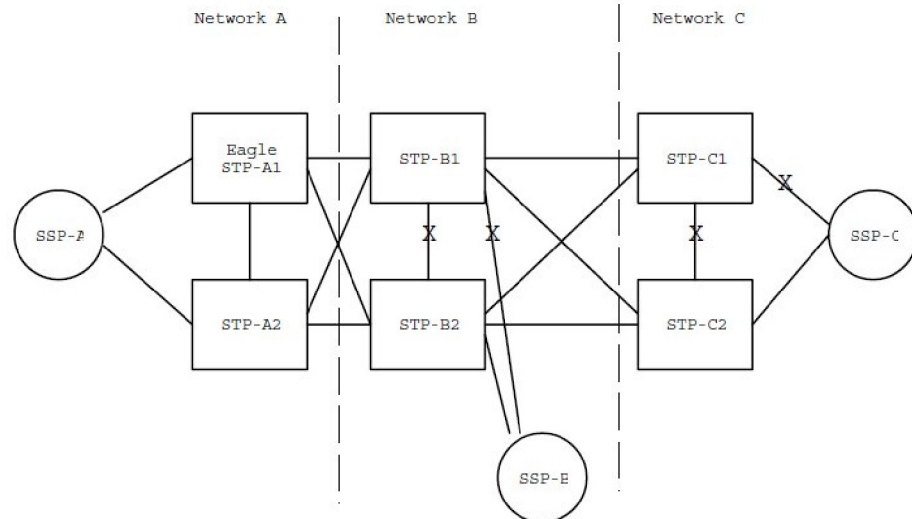 Network A
Network B
Network C
Eagle
STP-A1
STP-B1
STP-C1
X
SSP-A
X
X
X
SSP-C
STP-A2
STP-B2
STP-C2
SSP-B